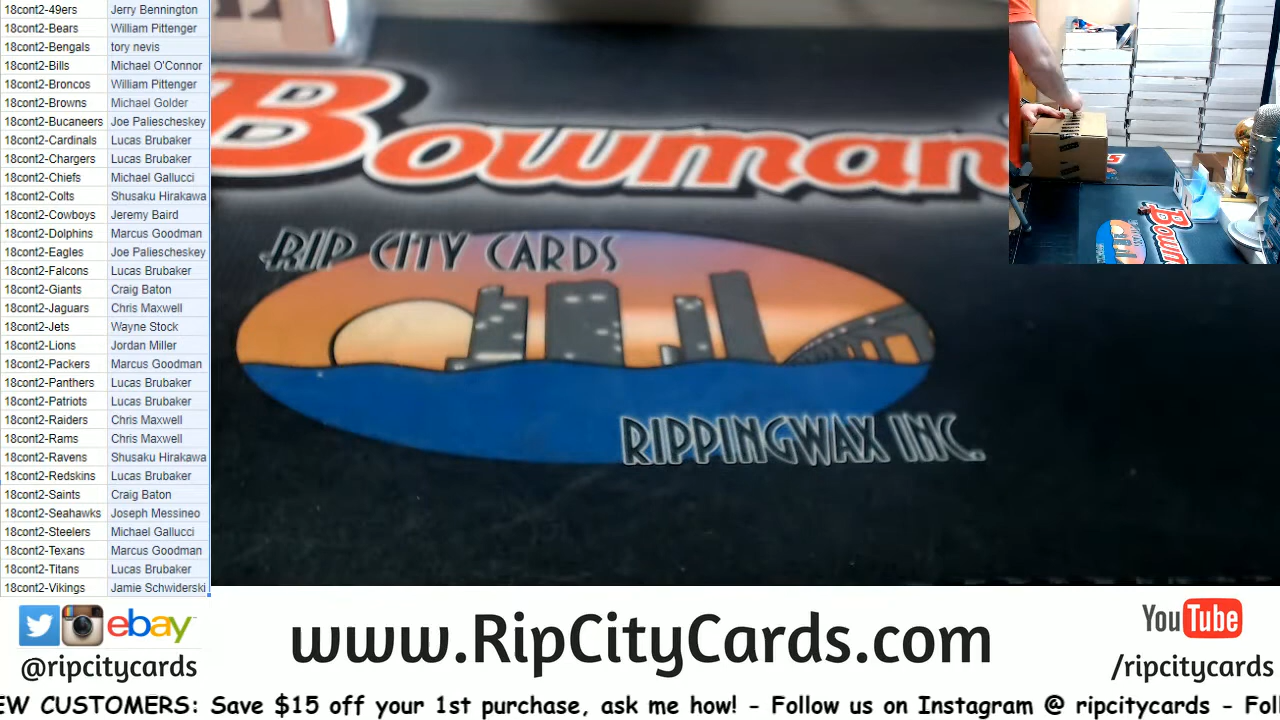 18cont2-49ers Jerry Bennington
18cont2-Bears William Pittenger
18cont2-Bengals tory nevis
18cont2-Bills Michael O'Connor
18cont2-Broncos William Pittenger
18cont2-Browns Michael Golder
18cont2-Bucaneers Joe Paliescheskey
18cont2-Cardinals Lucas Brubaker
18cont2-Chargers Lucas Brubaker
18cont2-Chiefs Michael Gallucci
18cont2-Colts Shusaku Hirakawa
18cont2-Cowboys Jeremy Baird
18cont2-Dolphins Marcus Goodman
18cont2-Eagles Joe Paliescheskey
18cont2-Falcons Lucas Brubaker
18cont2-Giants Craig Baton
18cont2-Jaguars Chris Maxwell
18cont2-Jets Wayne Stock
18cont2-Lions Jordan Miller
18cont2-Packers Marcus Goodman
18cont2-Panthers Lucas Brubaker
18cont2-Patriots Lucas Brubaker
18cont2-Raiders Chris Maxwell
18cont2-Rams Chris Maxwell
18cont2-Ravens Shusaku Hirakawa
18cont2-Redskins Lucas Brubaker
18cont2-Saints Craig Baton
18cont2-Seahawks Joseph Messineo
18cont2-Steelers Michael Gallucci
18cont2-Texans Marcus Goodman
18cont2-Titans Lucas Brubaker
18cont2-Vikings Jamie Schwiderski
Bowman
RIP CITY CARDS
RIPPINGWAX INC.
Bowm
ebay
@ripcitycards
www.RipCityCards.com
YouTube
/ripcitycards
EW CUSTOMERS: Save $15 off your 1st purchase, ask me how! - Follow us on Instagram @ ripcitycards - Fol